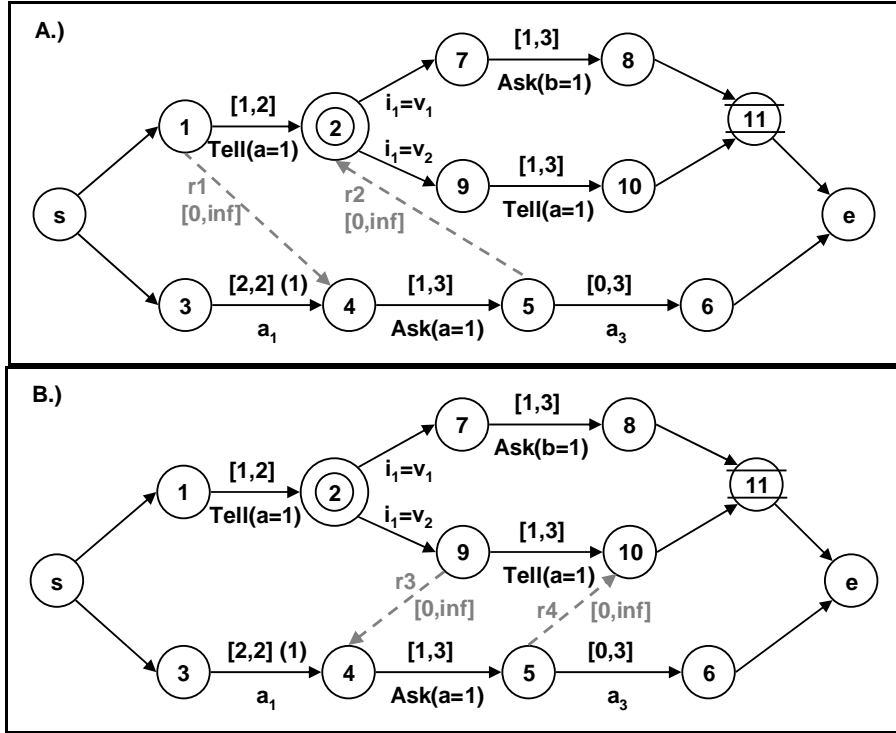 A.)
[1,3]
7
8
Ask(b=1)
[1,2]
1
2
Tell(a=1)
i₁=v₁
i₁=v₂
11
[1,3]
9
10
Tell(a=1)
r1
[0,inf]
r2
[0,inf]
s
e
[2,2] (1)
[1,3]
[0,3]
3
4
5
6
a₁
Ask(a=1)
a₃
B.)
[1,3]
7
8
Ask(b=1)
[1,2]
1
2
Tell(a=1)
i₁=v₁
i₁=v₂
11
[1,3]
9
10
Tell(a=1)
r3
[0,inf]
r4
[0,inf]
s
e
[2,2] (1)
[1,3]
[0,3]
3
4
5
6
a₁
Ask(a=1)
a₃